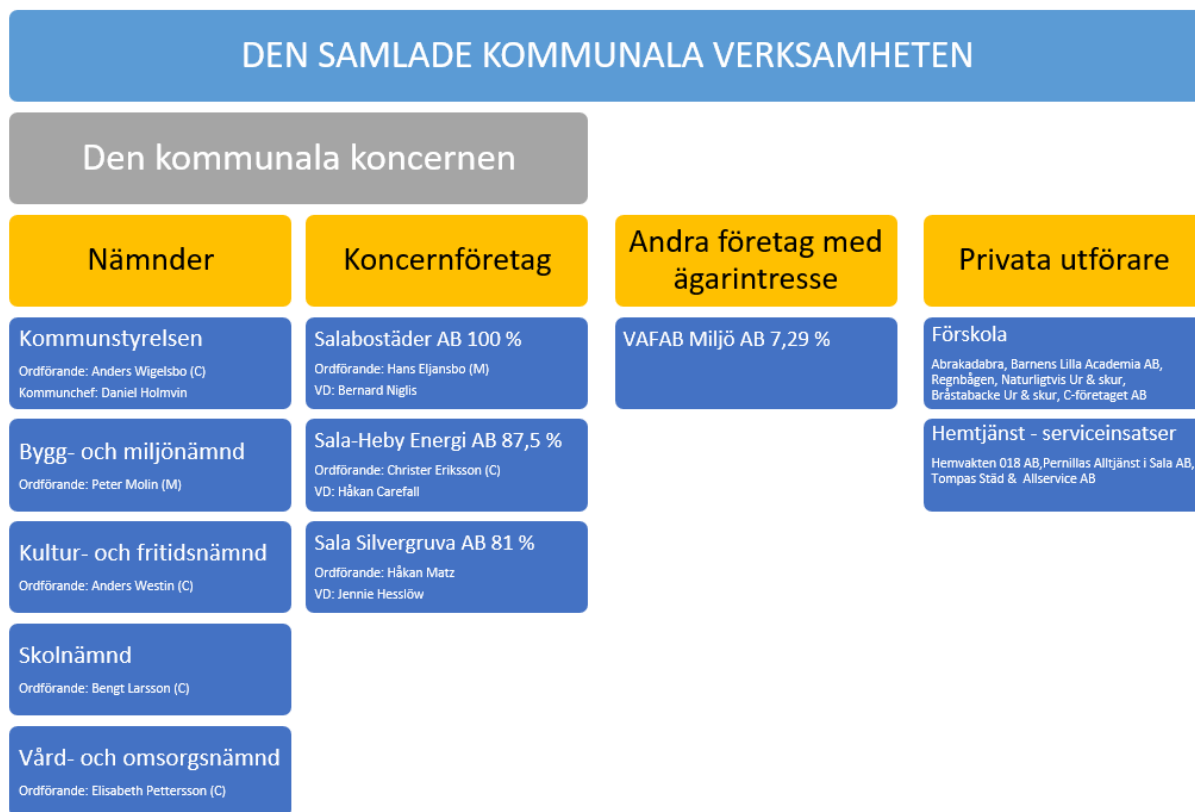 DEN SAMLADE KOMMUNALA VERKSAMHETEN
Den kommunala koncernen
Nämnder
Kommunstyrelsen
Ordförande: Anders Wigelsbo (C)
Kommunchef: Daniel Holmvin
Bygg- och miljönämnd
Ordförande: Peter Molin (M)
Kultur- och fritidsnämnd
Ordförande: Anders Westin (C)
Skolnämnd
Ordförande: Bengt Larsson (C)
Vård- och omsorgsnämnd
Ordförande: Elisabeth Pettersson (C)
Koncernföretag
Salabostäder AB 100 %
Ordförande: Hans Eljansbo (M)
VD: Bernard Niglis
Sala-Heby Energi AB 87,5 %
Ordförande: Christer Eriksson (C)
VD: Håkan Carefall
Sala Silvergruva AB 81 %
Ordförande: Håkan Matz
VD: Jennie Hesslöw
Andra företag med
ägarintresse
VAFAB Miljö AB 7,29 %
Privata utförare
Förskola
Abrakadabra, Barnens Lilla Academia AB,
Regnbågen, Naturligtvis Ur & skur,
Bråstabacke Ur & skur, C-företaget AB
Hemtjänst - serviceinsatser
Hemvakten 018 AB,Pernillas Alltjänst i Sala AB,
Tompas Städ &  Allservice AB